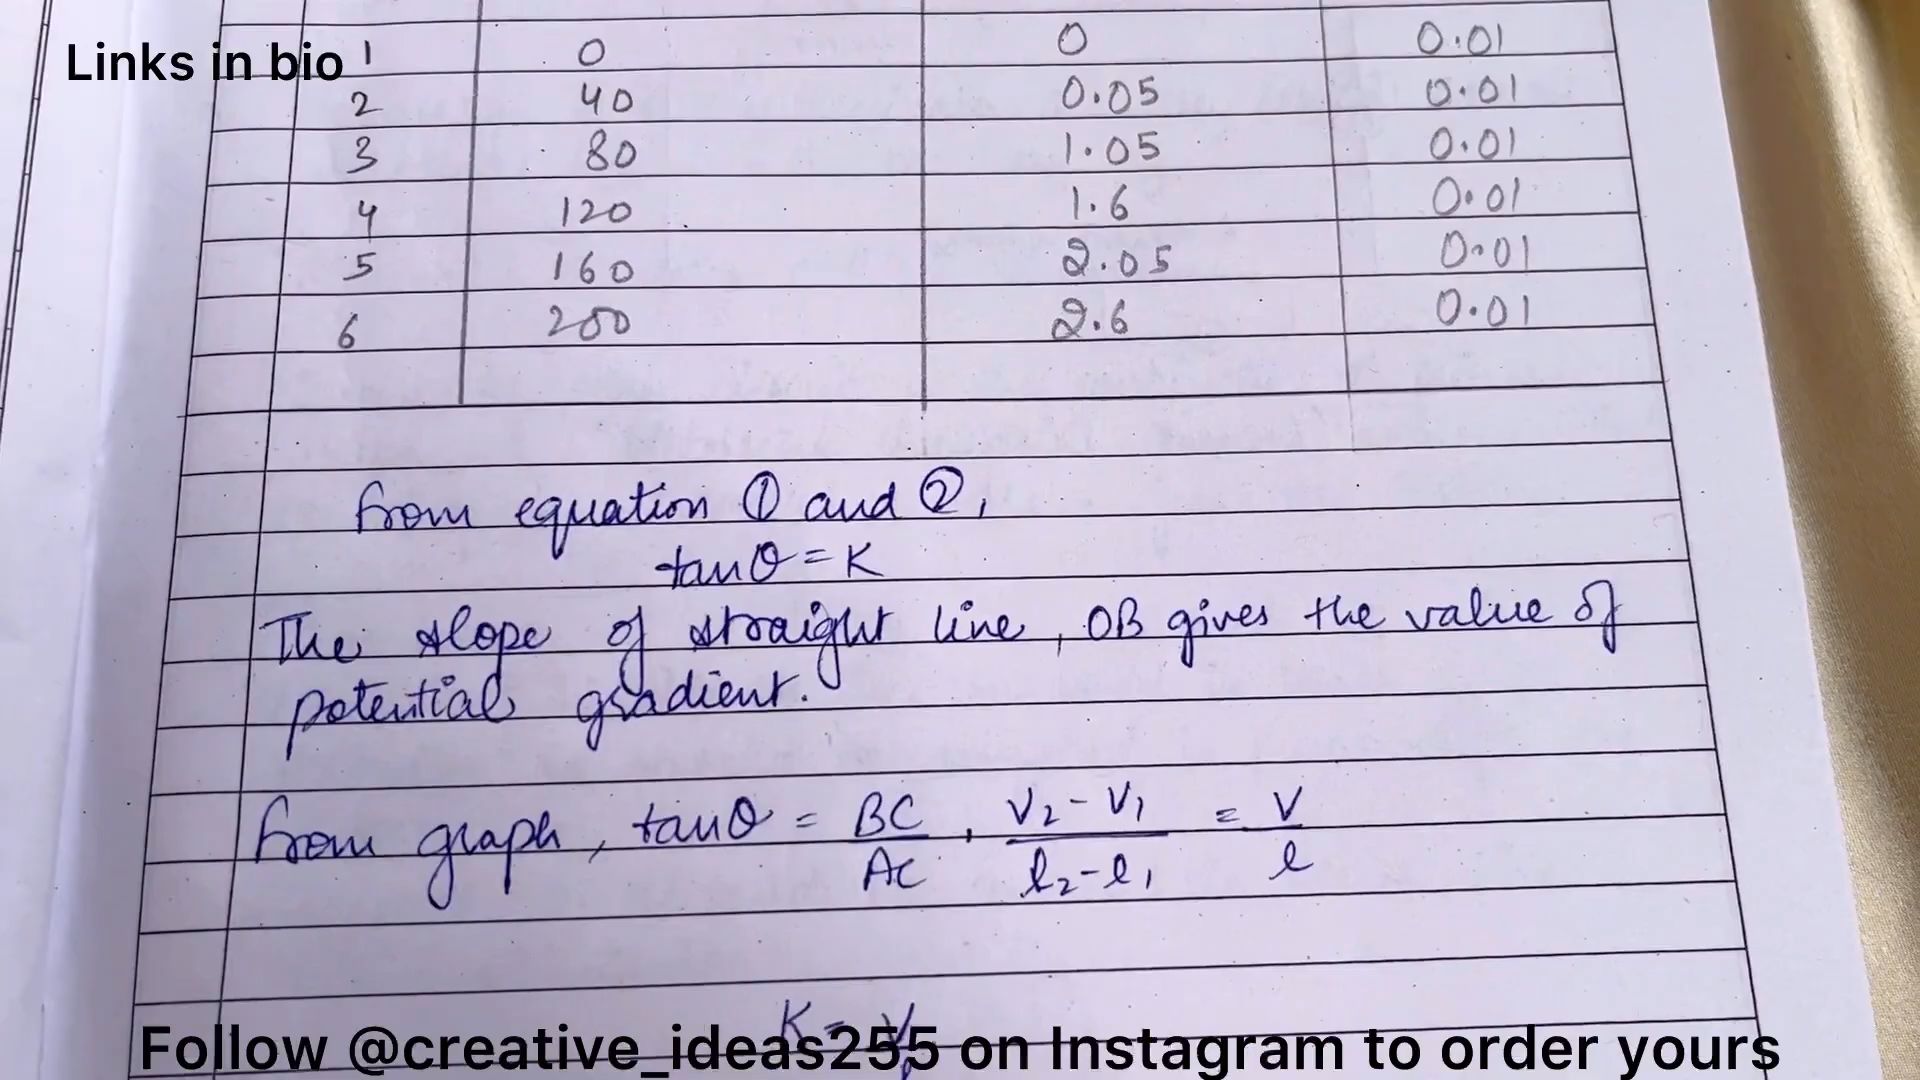 Links in bio
1 0 0 0.01
2 40 0.05 0.01
3 80 1.05 0.01
4 120 1.6 0.01
5 160 2.05 0.01
6 200 2.6 0.01
from equation ① and ②,
tanθ = K
The slope of straight line, OB gives the value of
potential gradient.
from graph, tanθ = BC/AC , V₂-V₁/l₂-l₁ = V/l
K = V
Follow @creative_ideas255 on Instagram to order yours